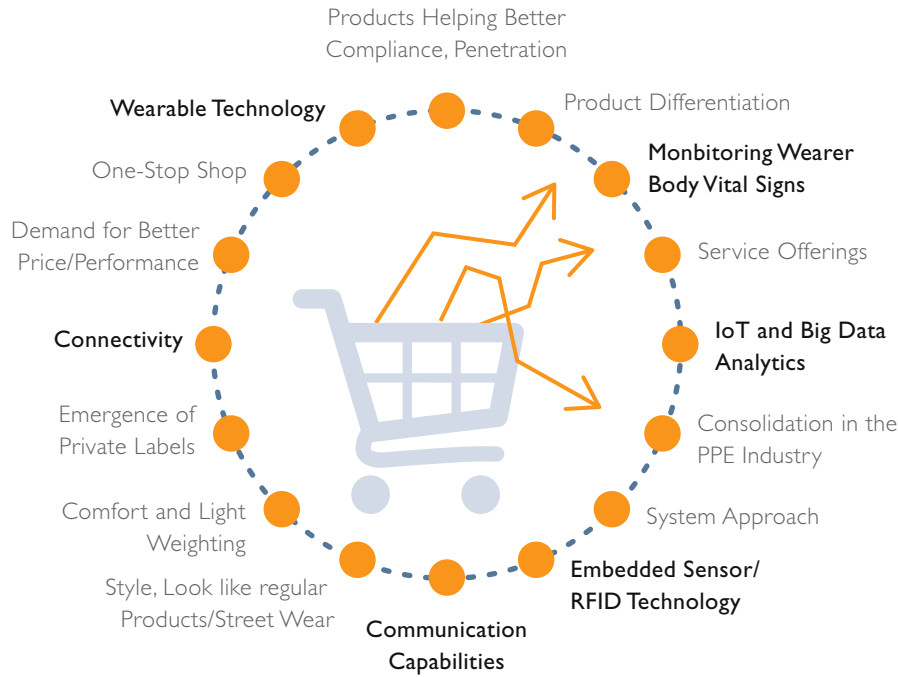 Products Helping Better
Compliance, Penetration
Product Differentiation
Monbitoring Wearer
Body Vital Signs
Service Offerings
IoT and Big Data
Analytics
Consolidation in the
PPE Industry
System Approach
Embedded Sensor/
RFID Technology
Communication
Capabilities
Style, Look like regular
Products/Street Wear
Comfort and Light
Weighting
Emergence of
Private Labels
Connectivity
Demand for Better
Price/Performance
One-Stop Shop
Wearable Technology